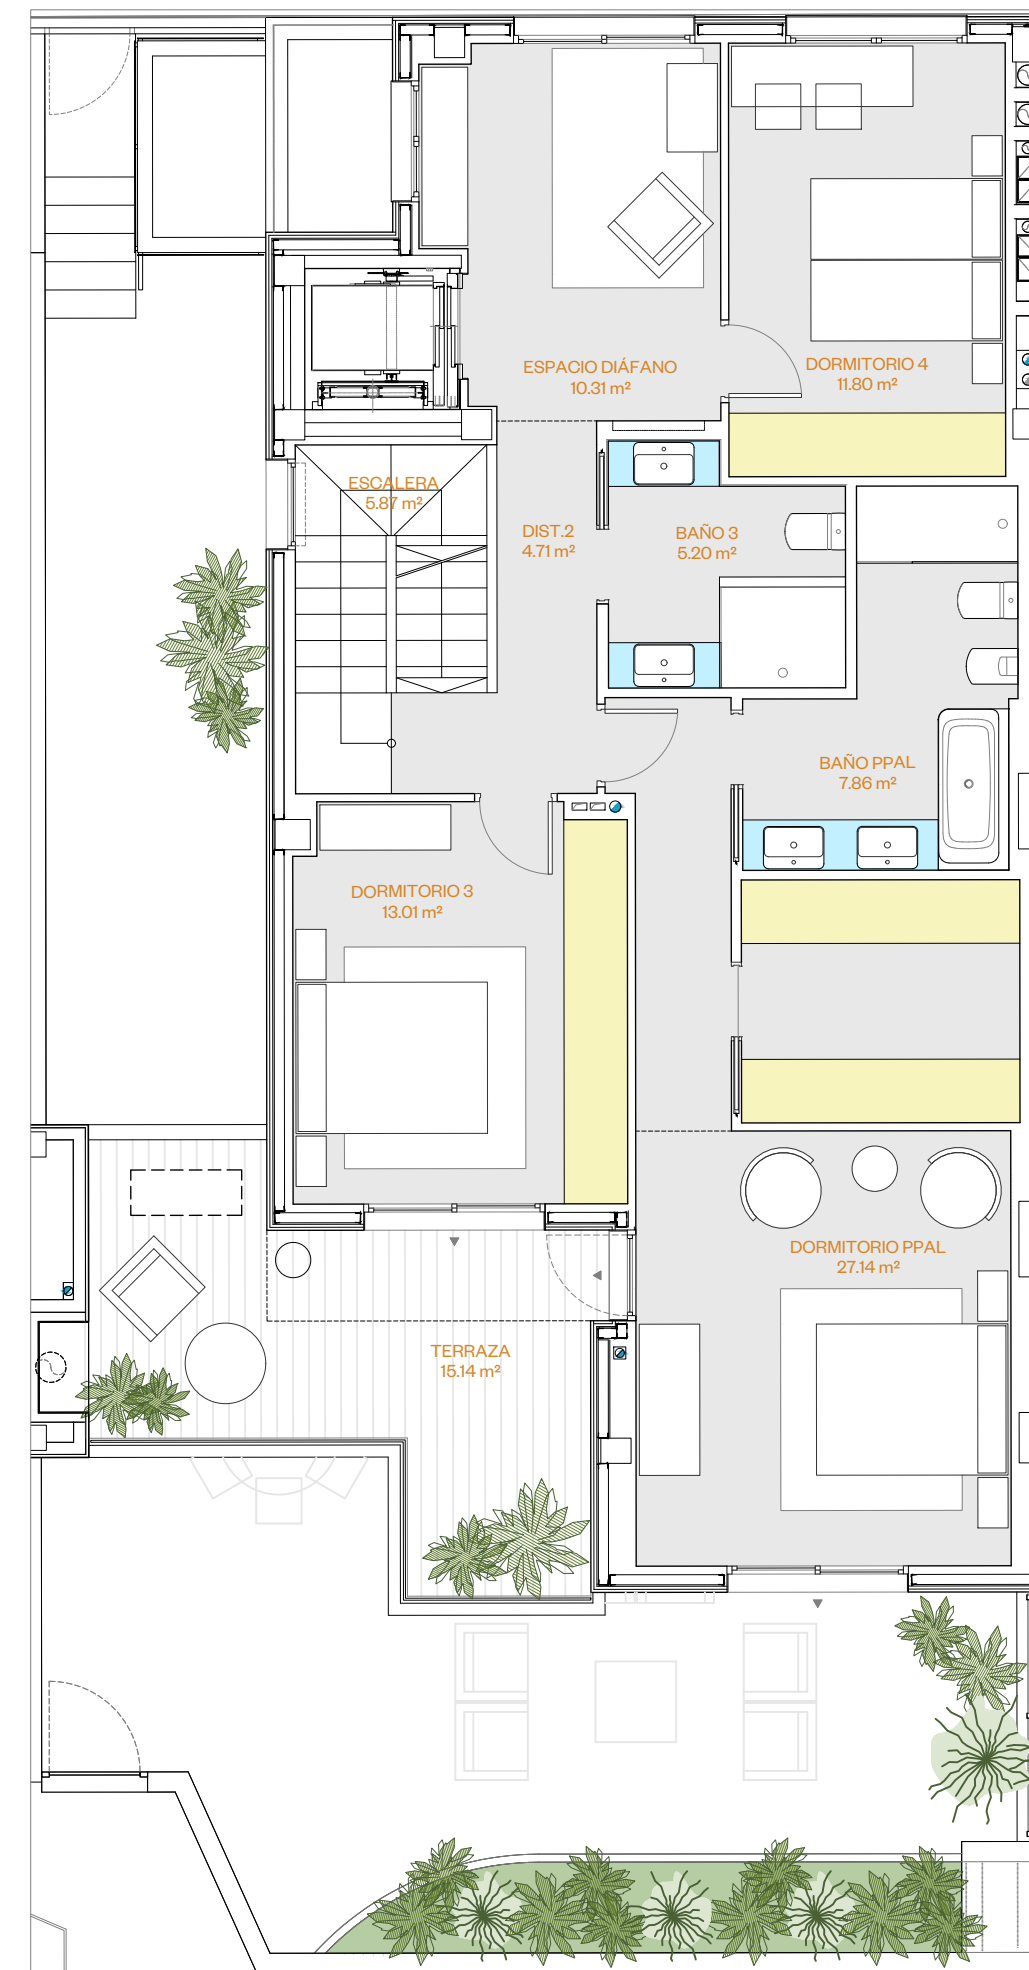 ESPACIO DIÁFANO
10.31 m²
DORMITORIO 4
11.80 m²
ESCALERA
5.87 m²
DIST.2
4.71 m²
BAÑO 3
5.20 m²
BAÑO PPAL
7.86 m²
DORMITORIO 3
13.01 m²
DORMITORIO PPAL
27.14 m²
TERRAZA
15.14 m²